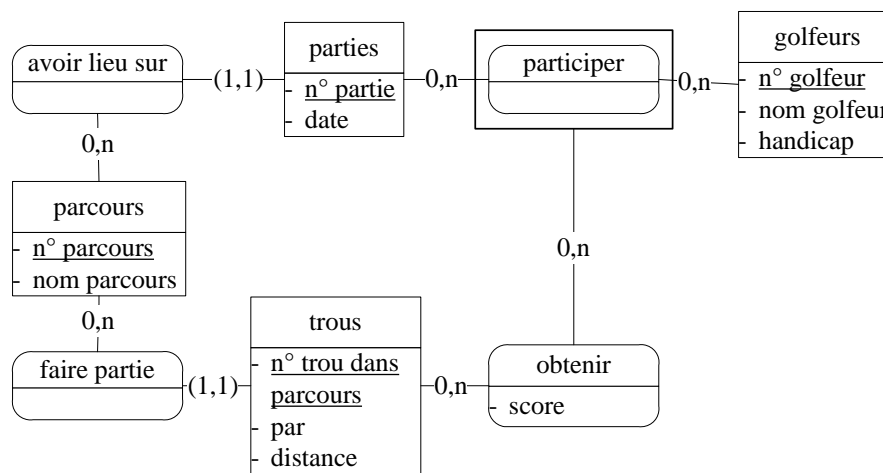 avoir lieu sur
(1,1)
parties
- n° partie
- date
0,n
participer
0,n
golfeurs
- n° golfeur
- nom golfeur
- handicap
0,n
parcours
- n° parcours
- nom parcours
0,n
0,n
faire partie
(1,1)
trous
- n° trou dans
parcours
- par
- distance
0,n
obtenir
- score